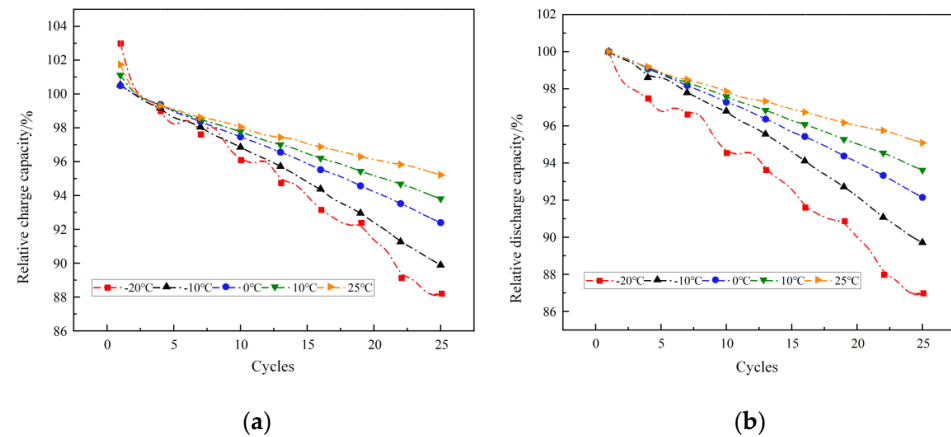 104
102
100
98
96
94
92
90
88
86
Relative charge capacity/%
-20℃ -10℃ 0℃ 10℃ 25℃
0 5 10 15 20 25
Cycles
(a)
102
100
98
96
94
92
90
88
86
Relative discharge capacity/%
-20℃ -10℃ 0℃ 10℃ 25℃
0 5 10 15 20 25
Cycles
(b)